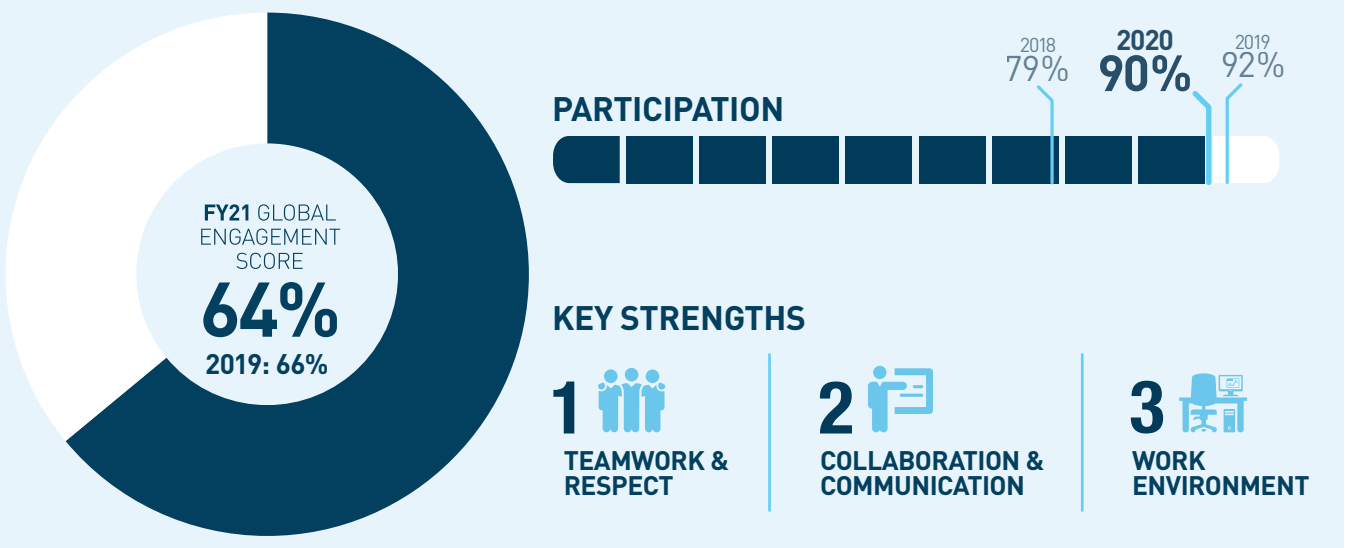 FY21 GLOBAL
ENGAGEMENT
SCORE
64%
2019: 66%
PARTICIPATION
2018
79%
2020
90%
2019
92%
KEY STRENGTHS
1
TEAMWORK &
RESPECT
2
COLLABORATION &
COMMUNICATION
3
WORK
ENVIRONMENT